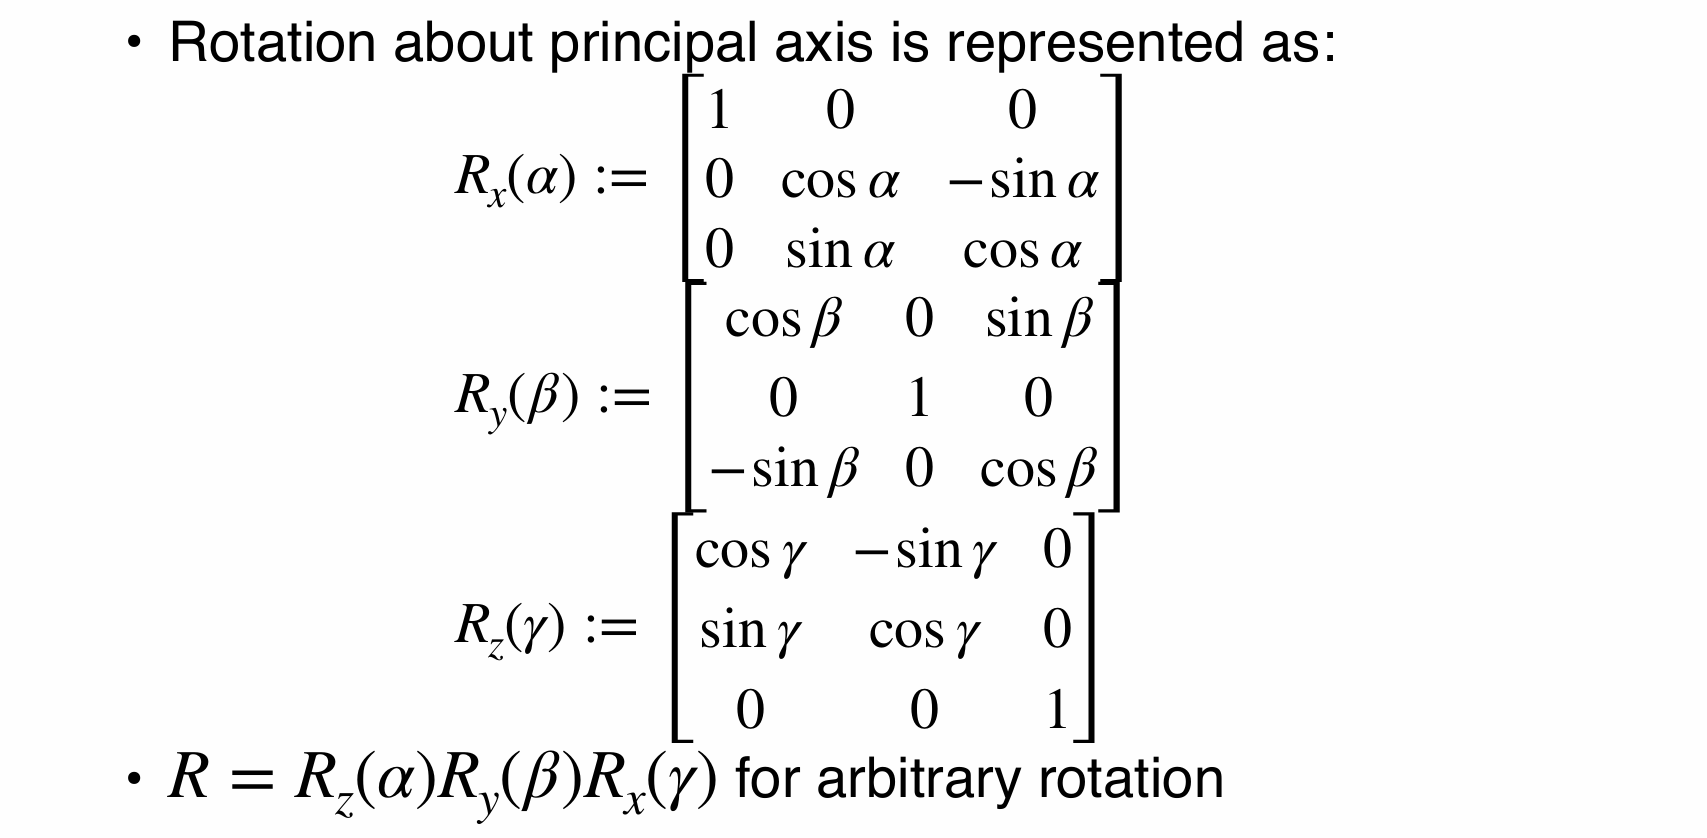 • Rotation about principal axis is represented as:
1 0 0
Rₓ(α) := 0 cos α −sin α
0 sin α cos α
cos β 0 sin β
R_y(β) := 0 1 0
−sin β 0 cos β
cos γ −sin γ 0
R_z(γ) := sin γ cos γ 0
0 0 1
• R = R_z(α)R_y(β)Rₓ(γ) for arbitrary rotation